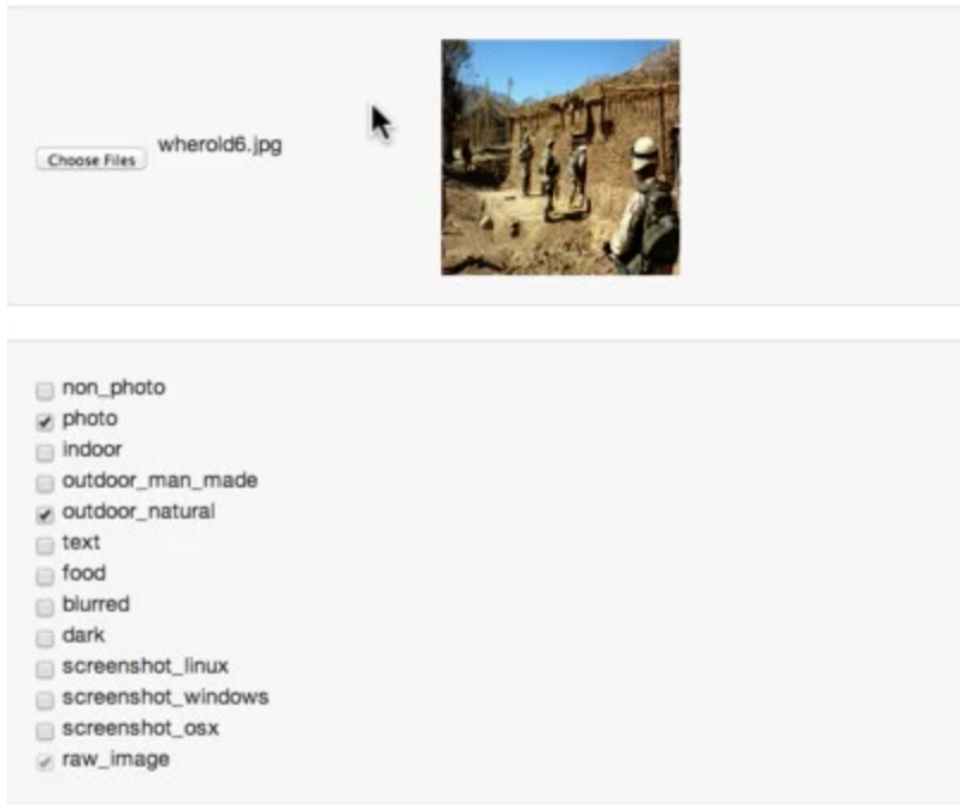 Choose Files
wherold6.jpg
non_photo
photo
indoor
outdoor_man_made
outdoor_natural
text
food
blurred
dark
screenshot_linux
screenshot_windows
screenshot_osx
raw_image